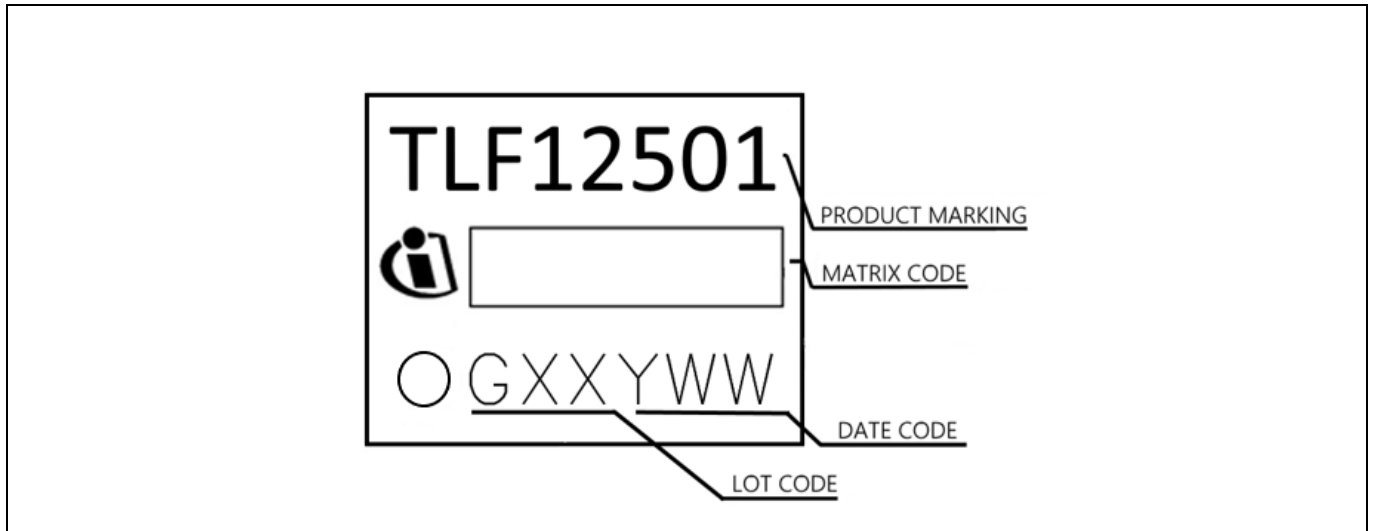 TLF12501
PRODUCT MARKING
MATRIX CODE
GXXYWW
DATE CODE
LOT CODE